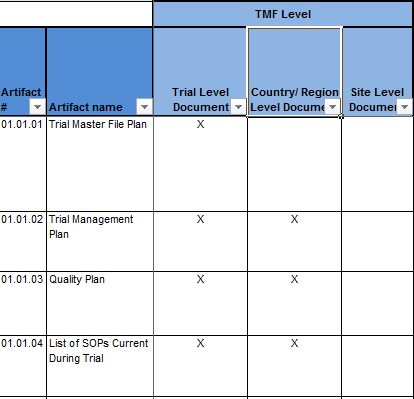 TMF Level
Artifact
#
Artifact name
Trial Level
Document
Country/ Region
Level Docume
Site Level
Documen
01.01.01 Trial Master File Plan X
01.01.02 Trial Management
Plan
X X
01.01.03 Quality Plan X X
01.01.04 List of SOPs Current
During Trial
X X